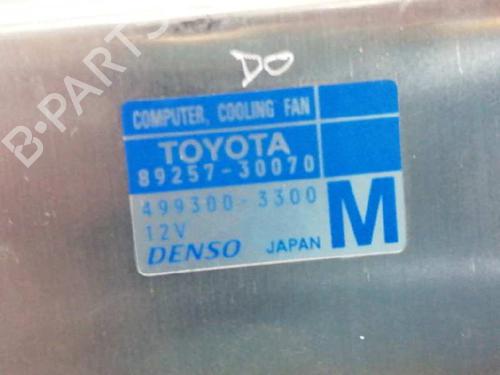 DO
COMPUTER, COOLING FAN
TOYOTA
89257-30070
499300-3300
12V
DENSO JAPAN
M
B-PARTS